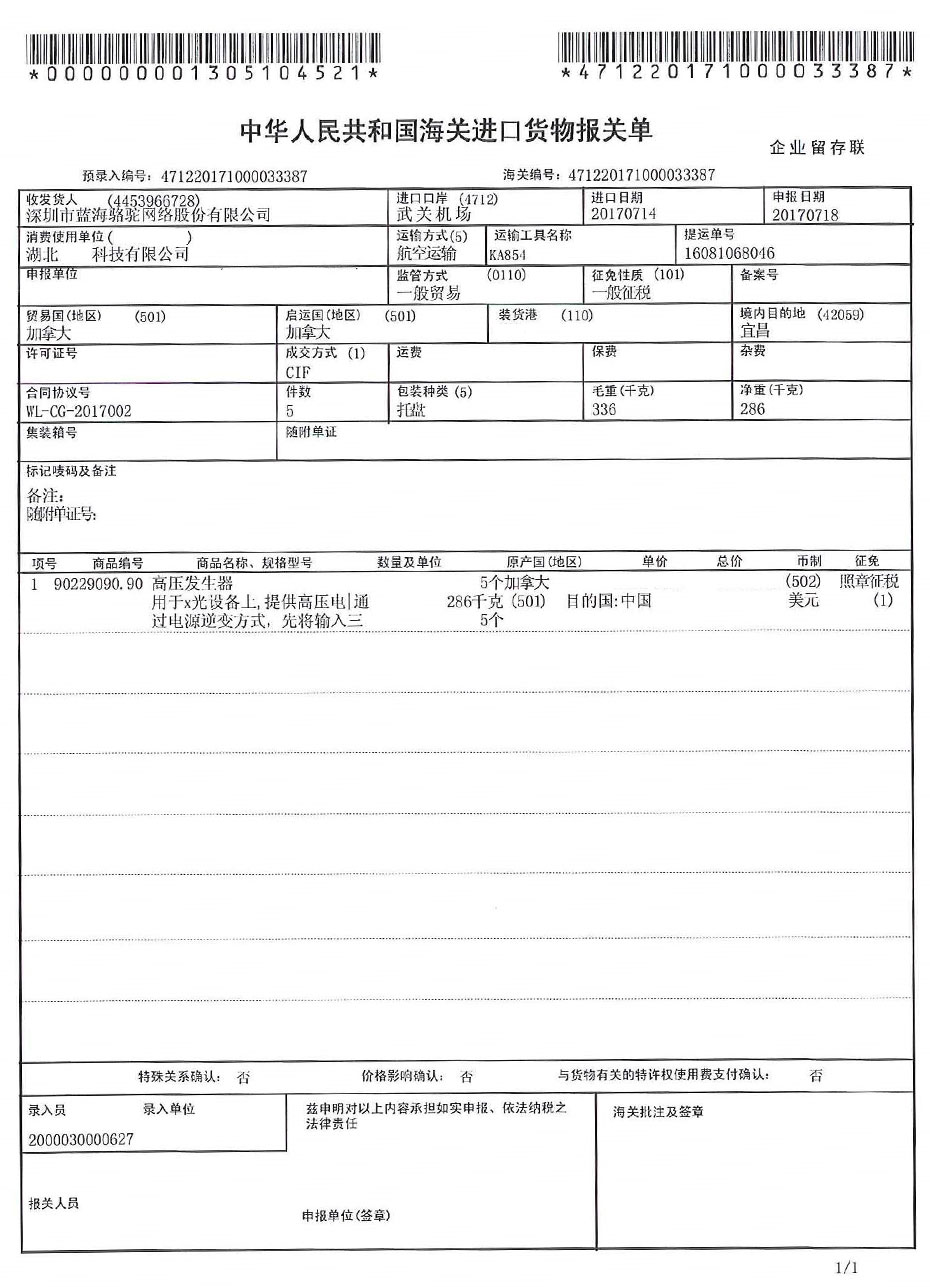 *000000001305104521*
*471220171000033387*
中华人民共和国海关进口货物报关单
企业留存联
预录入编号: 471220171000033387
海关编号: 471220171000033387
收发货人 (4453966728)
深圳市蓝海骆驼网络股份有限公司
进口口岸 (4712)
武关机场
进口日期
20170714
申报日期
20170718
消费使用单位( )
湖北 科技有限公司
运输方式(5)
航空运输
运输工具名称
KA854
提运单号
16081068046
申报单位
监管方式 (0110)
一般贸易
征免性质 (101)
一般征税
备案号
贸易国(地区) (501)
加拿大
启运国(地区) (501)
加拿大
装货港 (110)
境内目的地 (42059)
宜昌
许可证号
成交方式 (1)
CIF
运费
保费
杂费
合同协议号
WL-CG-2017002
件数
5
包装种类 (5)
托盘
毛重(千克)
336
净重(千克)
286
集装箱号
随附单证
标记唛码及备注
备注:
随附单证号:
项号 商品编号 商品名称、规格型号 数量及单位 原产国(地区) 单价 总价 币制 征免
1 90229090.90 高压发生器 5个加拿大 (502) 照章征税
用于x光设备上,提供高压电|通 286千克 (501) 目的国:中国 美元 (1)
过电源逆变方式, 先将输入三 5个
特殊关系确认: 否 价格影响确认: 否 与货物有关的特许权使用费支付确认: 否
录入员 录入单位
2000030000627
兹申明对以上内容承担如实申报、依法纳税之
法律责任
海关批注及签章
报关人员
申报单位(签章)
1/1